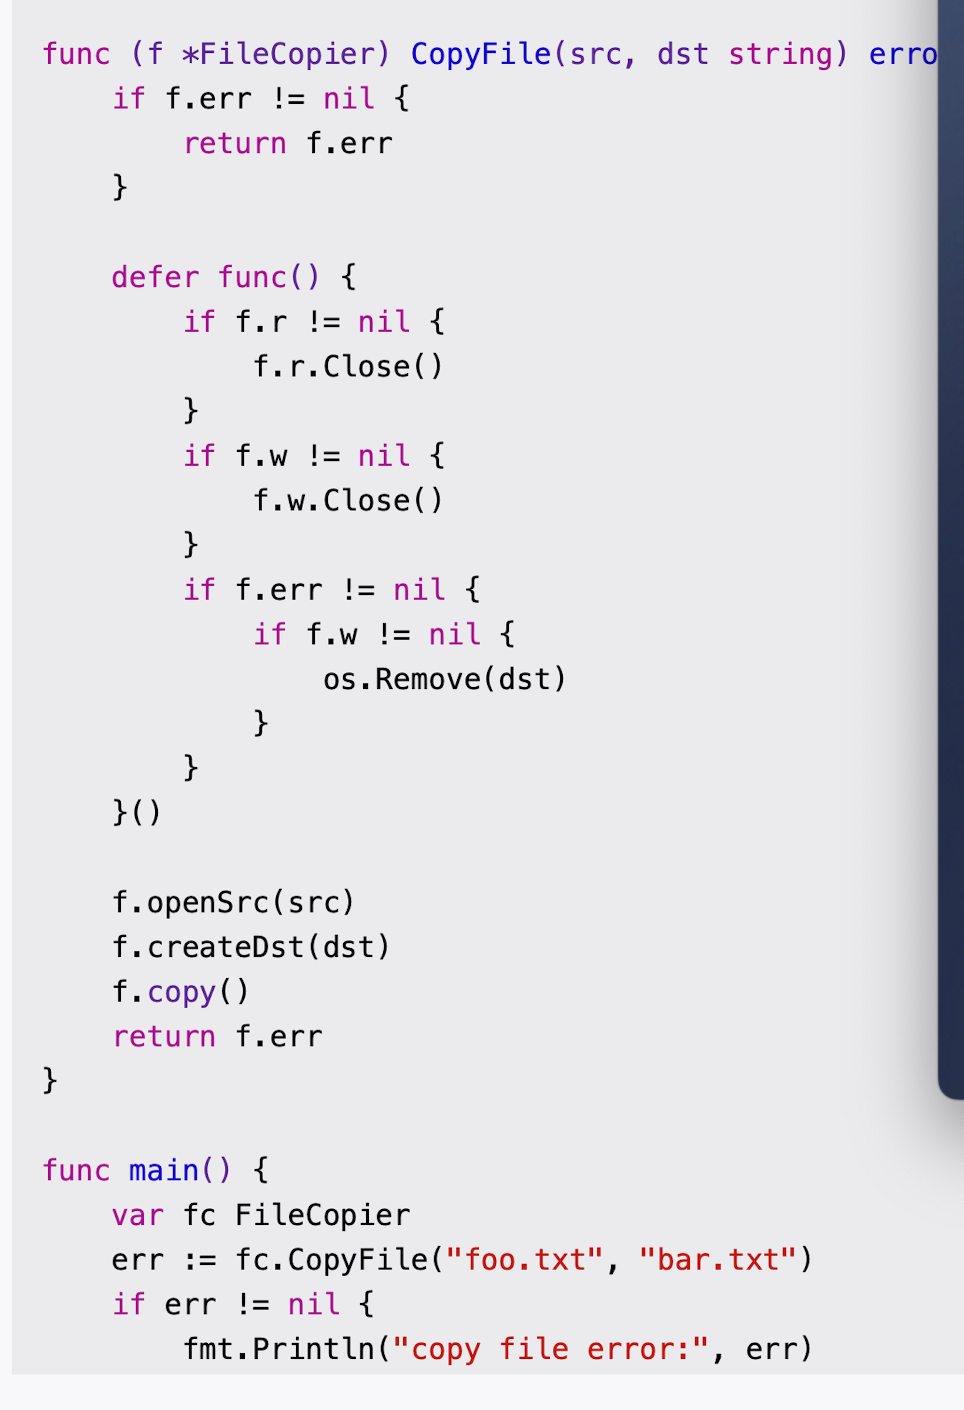 func (f *FileCopier) CopyFile(src, dst string) erro
    if f.err != nil {
        return f.err
    }

    defer func() {
        if f.r != nil {
            f.r.Close()
        }
        if f.w != nil {
            f.w.Close()
        }
        if f.err != nil {
            if f.w != nil {
                os.Remove(dst)
            }
        }
    }()

    f.openSrc(src)
    f.createDst(dst)
    f.copy()
    return f.err
}

func main() {
    var fc FileCopier
    err := fc.CopyFile("foo.txt", "bar.txt")
    if err != nil {
        fmt.Println("copy file error:", err)